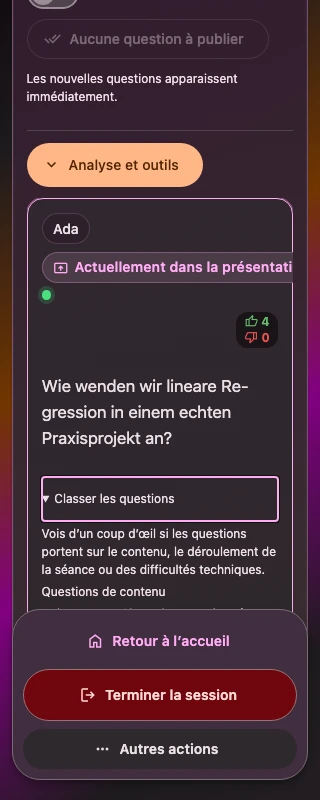 Aucune question à publier
Les nouvelles questions apparaissent
immédiatement.
Analyse et outils
Ada
Actuellement dans la présentati
4
0
Wie wenden wir lineare Re-
gression in einem echten
Praxisprojekt an?
Classer les questions
Vois d’un coup d’œil si les questions
portent sur le contenu, le déroulement de
la séance ou des difficultés techniques.
Questions de contenu
Retour à l’accueil
Terminer la session
Autres actions